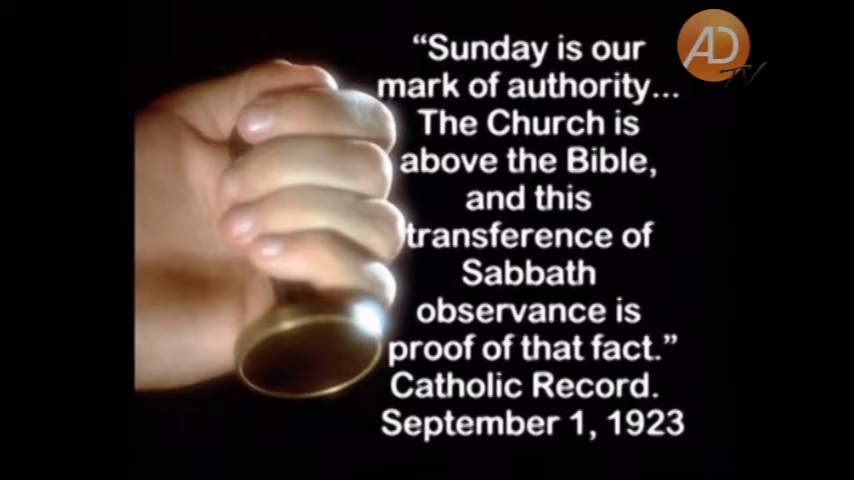 “Sunday is our
mark of authority...
The Church is
above the Bible,
and this
transference of
Sabbath
observance is
proof of that fact.”
Catholic Record.
September 1, 1923
AD
TV